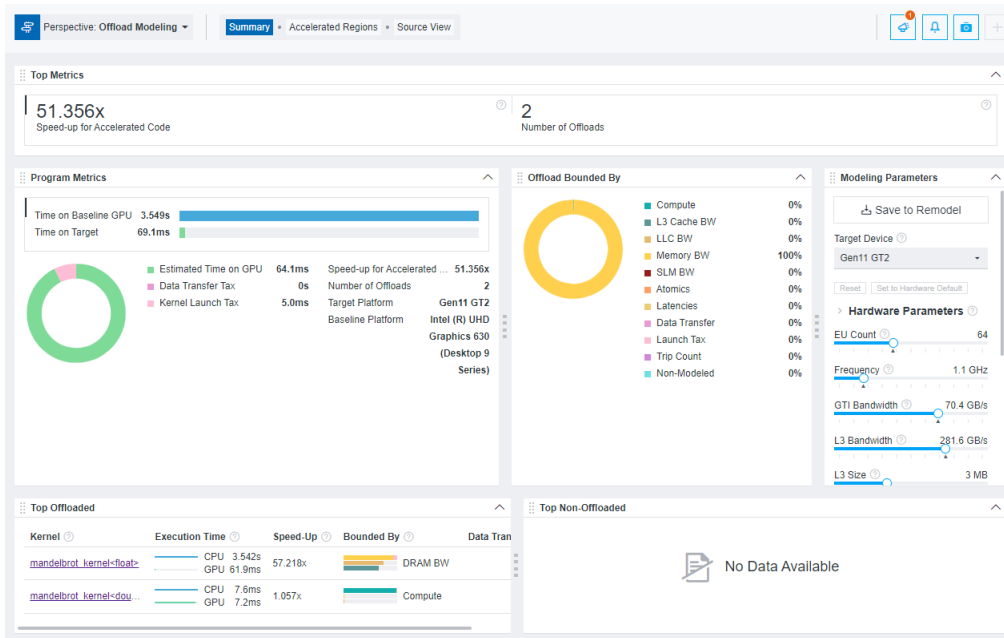 Perspective: Offload Modeling
Summary
Accelerated Regions
Source View
1
Top Metrics
51.356x
Speed-up for Accelerated Code
2
Number of Offloads
Program Metrics
Time on Baseline GPU 3.549s
Time on Target 69.1ms
Estimated Time on GPU 64.1ms
Data Transfer Tax 0s
Kernel Launch Tax 5.0ms
Speed-up for Accelerated ... 51.356x
Number of Offloads 2
Target Platform Gen11 GT2
Baseline Platform Intel (R) UHD
Graphics 630
(Desktop 9
Series)
Offload Bounded By
Compute 0%
L3 Cache BW 0%
LLC BW 0%
Memory BW 100%
SLM BW 0%
Atomics 0%
Latencies 0%
Data Transfer 0%
Launch Tax 0%
Trip Count 0%
Non-Modeled 0%
Modeling Parameters
Save to Remodel
Target Device
Gen11 GT2
Reset
Set to Hardware Default
Hardware Parameters
EU Count 64
Frequency 1.1 GHz
GTI Bandwidth 70.4 GB/s
L3 Bandwidth 281.6 GB/s
L3 Size 3 MB
Top Offloaded
Kernel Execution Time Speed-Up Bounded By Data Tran
mandelbrot_kernel<float> CPU 3.542s 57.218x DRAM BW
GPU 61.9ms
mandelbrot_kernel<dou... CPU 7.6ms 1.057x Compute
GPU 7.2ms
Top Non-Offloaded
No Data Available